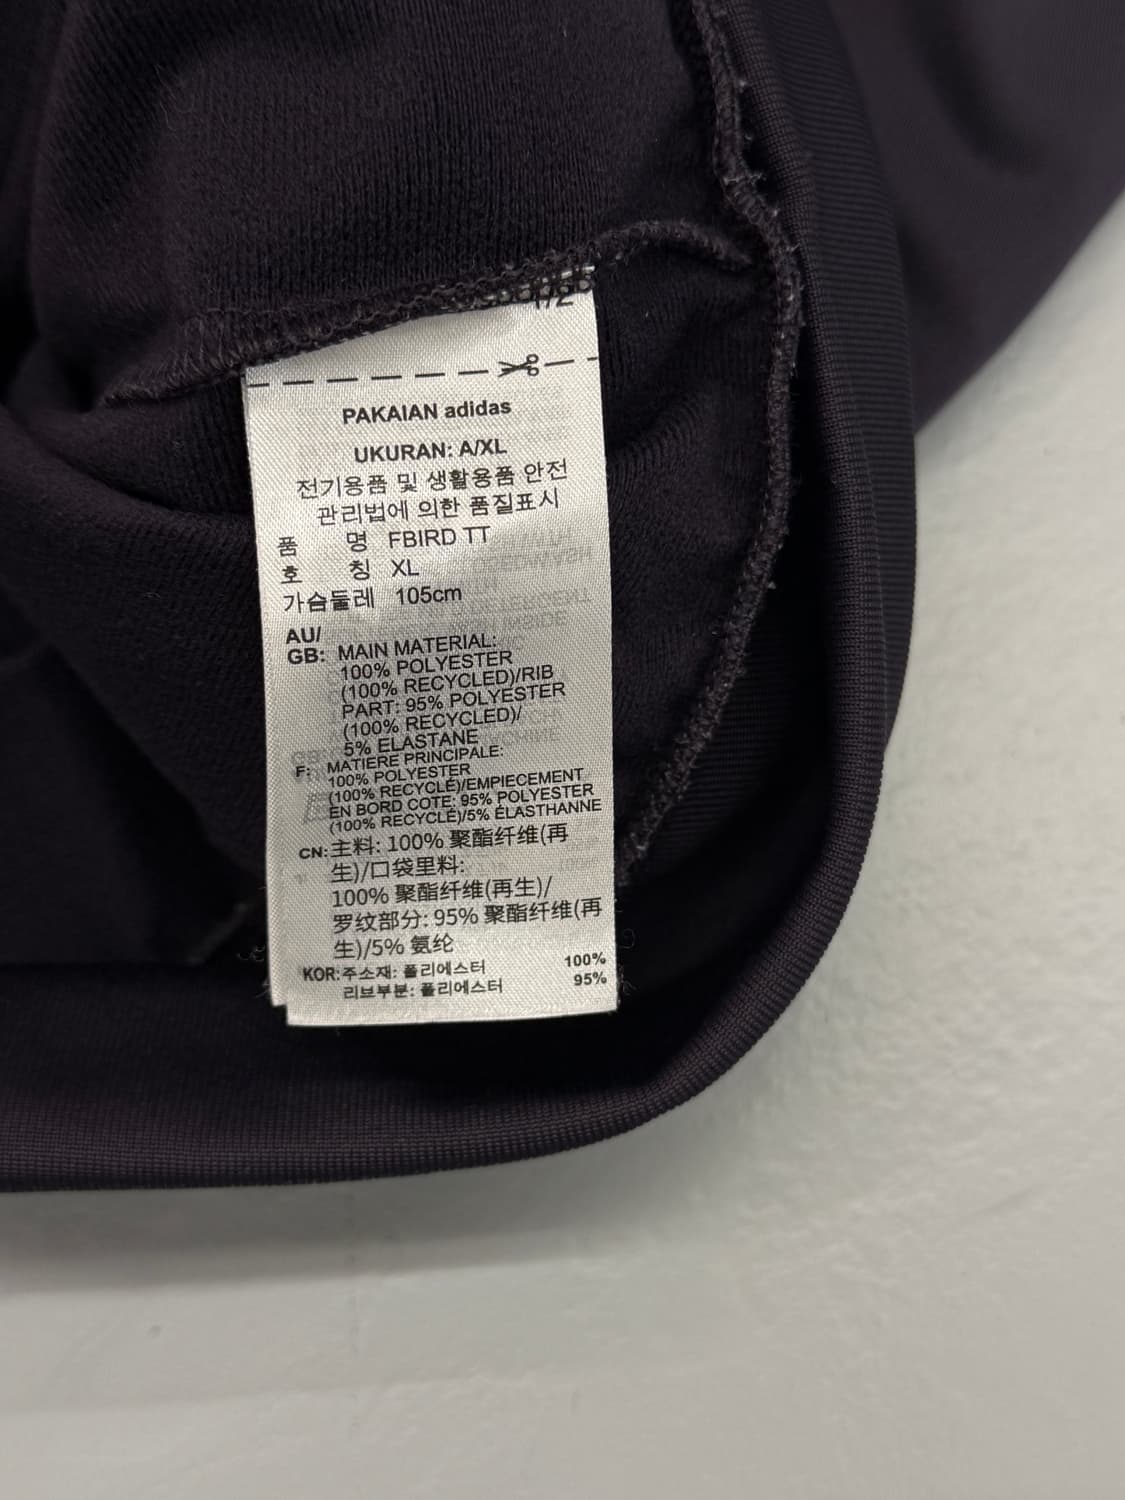 1/2
PAKAIAN adidas
UKURAN: A/XL
전기용품 및 생활용품 안전
관리법에 의한 품질표시
품 명 FBIRD TT
호 칭 XL
가슴둘레 105cm
AU/
GB: MAIN MATERIAL:
100% POLYESTER
(100% RECYCLED)/RIB
PART: 95% POLYESTER
(100% RECYCLED)/
5% ELASTANE
F: MATIERE PRINCIPALE:
100% POLYESTER
(100% RECYCLÉ)/EMPIECEMENT
EN BORD COTE: 95% POLYESTER
(100% RECYCLÉ)/5% ÉLASTHANNE
CN: 主料: 100% 聚酯纤维(再
生)/口袋里料:
100% 聚酯纤维(再生)/
罗纹部分: 95% 聚酯纤维(再
生)/5% 氨纶
KOR: 주소재: 폴리에스터 100%
리브부분: 폴리에스터 95%